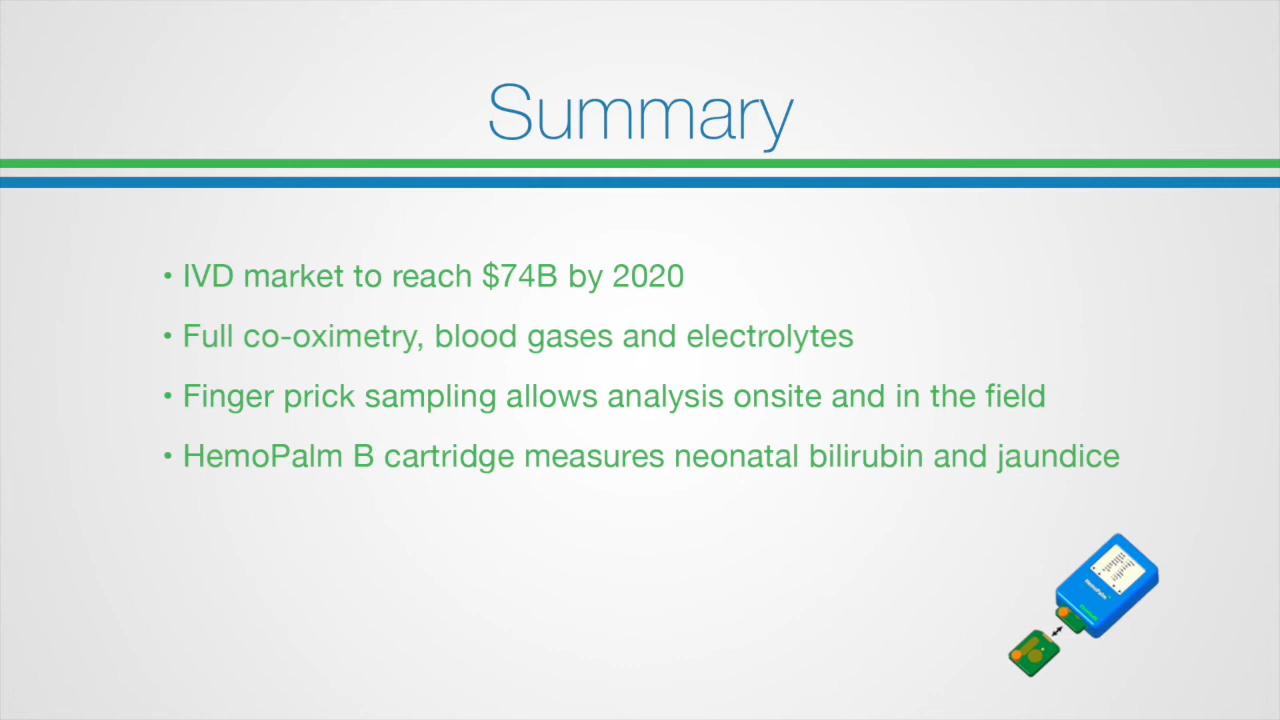 Summary
• IVD market to reach $74B by 2020
• Full co-oximetry, blood gases and electrolytes
• Finger prick sampling allows analysis onsite and in the field
• HemoPalm B cartridge measures neonatal bilirubin and jaundice
HemoPalm